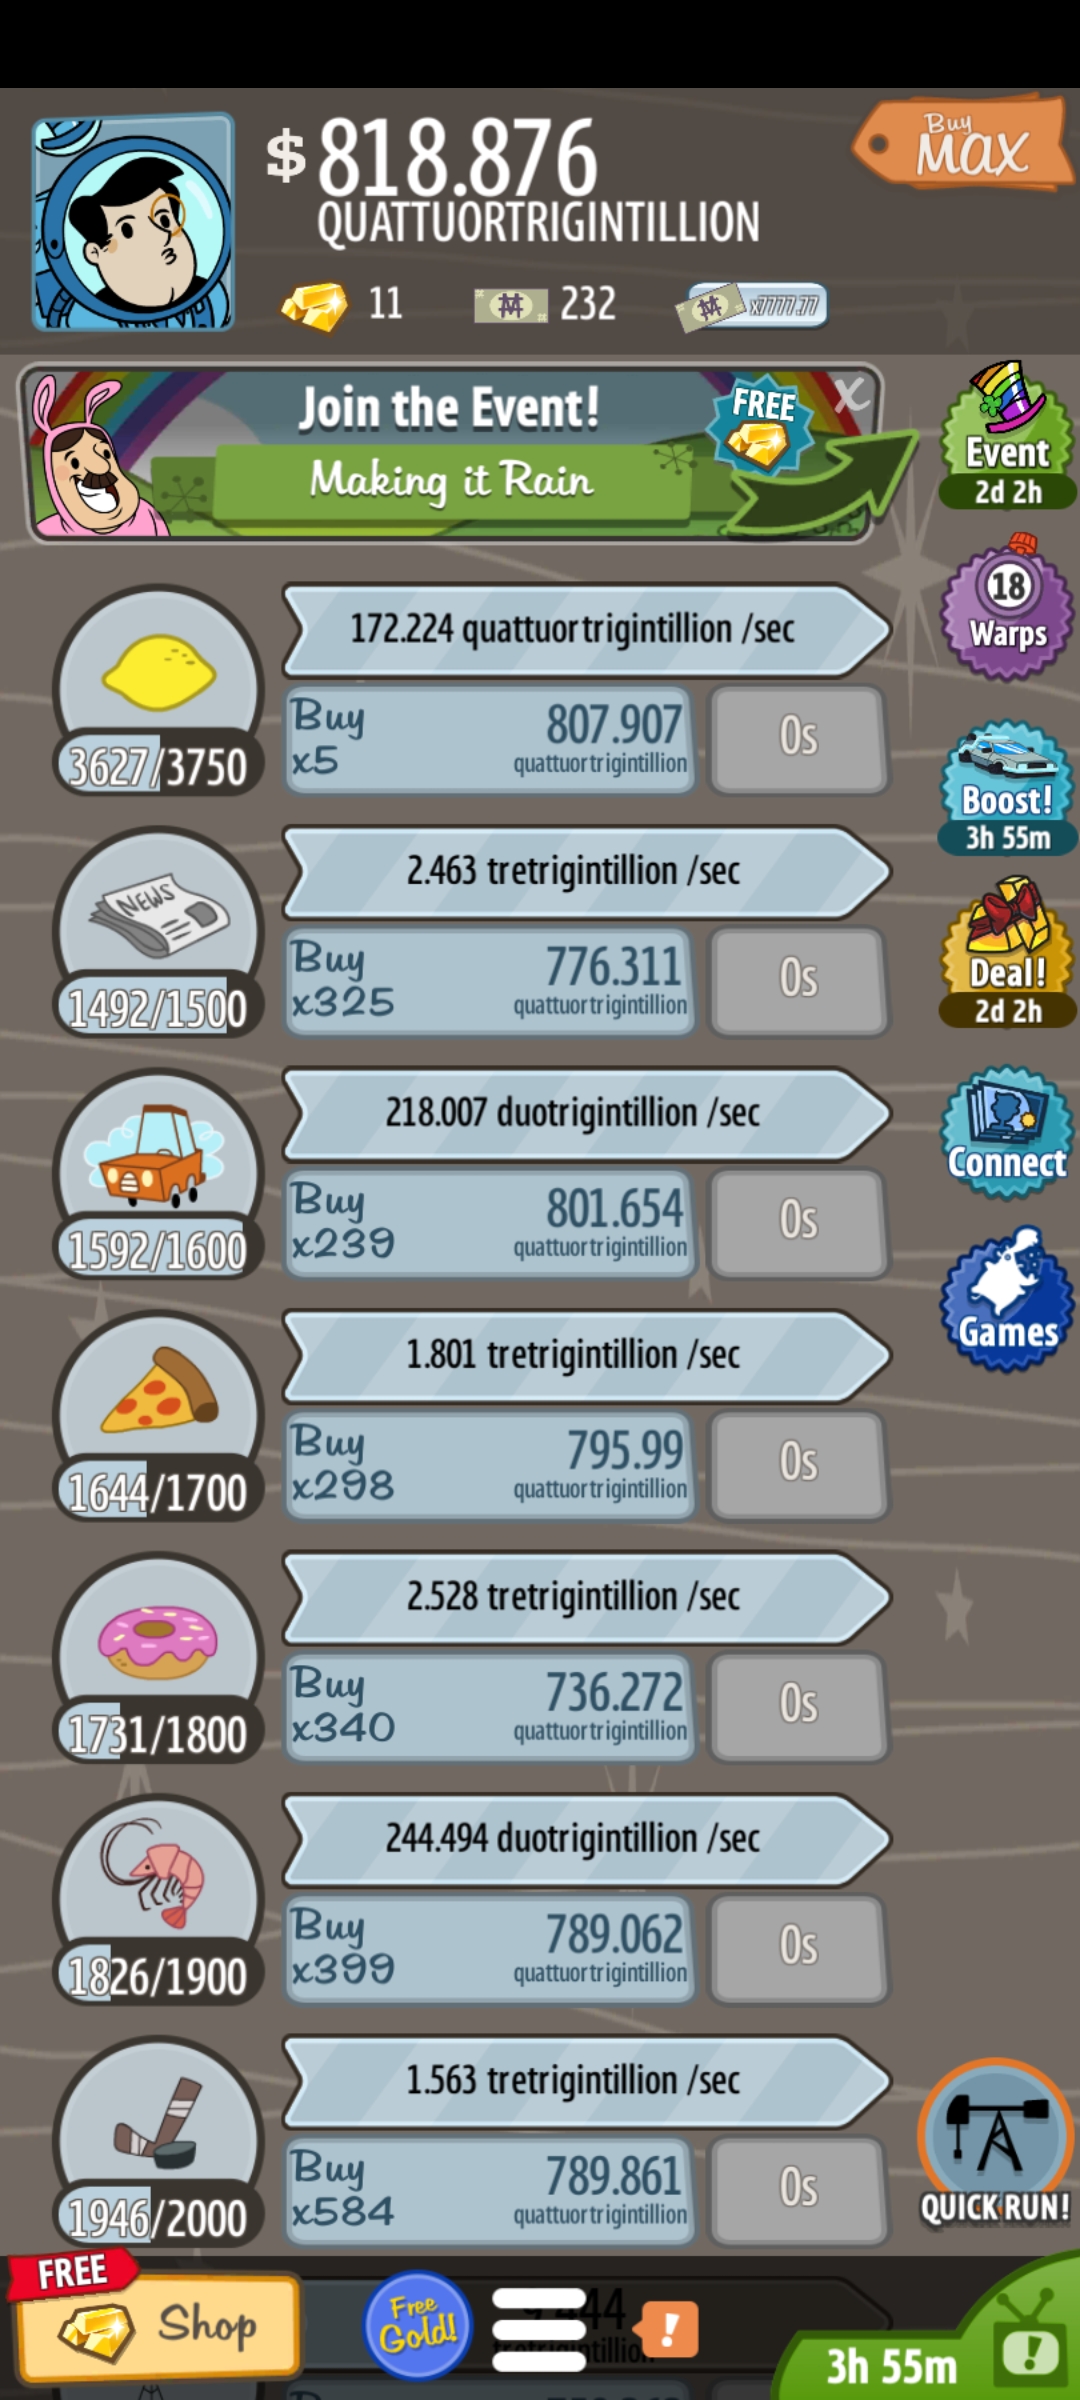 $818.876
QUATTUORTRIGINTILLION
Buy
MAX
11
232
x7777.77
Join the Event!
Making it Rain
FREE
X
Event
2d 2h
18
Warps
172.224 quattuortrigintillion /sec
Buy
x5
807.907
quattuortrigintillion
0s
3627/3750
Boost!
3h 55m
2.463 tretrigintillion /sec
NEWS
Buy
x325
776.311
quattuortrigintillion
0s
1492/1500
Deal!
2d 2h
218.007 duotrigintillion /sec
Buy
x239
801.654
quattuortrigintillion
0s
1592/1600
Connect
1.801 tretrigintillion /sec
Buy
x298
795.99
quattuortrigintillion
0s
1644/1700
Games
2.528 tretrigintillion /sec
Buy
x340
736.272
quattuortrigintillion
0s
1731/1800
244.494 duotrigintillion /sec
Buy
x399
789.062
quattuortrigintillion
0s
1826/1900
1.563 tretrigintillion /sec
Buy
x584
789.861
quattuortrigintillion
0s
1946/2000
QUICK RUN!
FREE
Shop
Free
Gold!
!
3h 55m
!